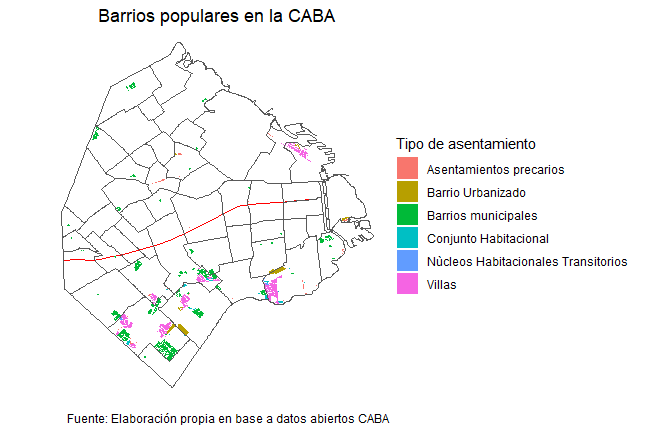 Barrios populares en la CABA
Tipo de asentamiento
Asentamientos precarios
Barrio Urbanizado
Barrios municipales
Conjunto Habitacional
Nùcleos Habitacionales Transitorios
Villas
Fuente: Elaboración propia en base a datos abiertos CABA